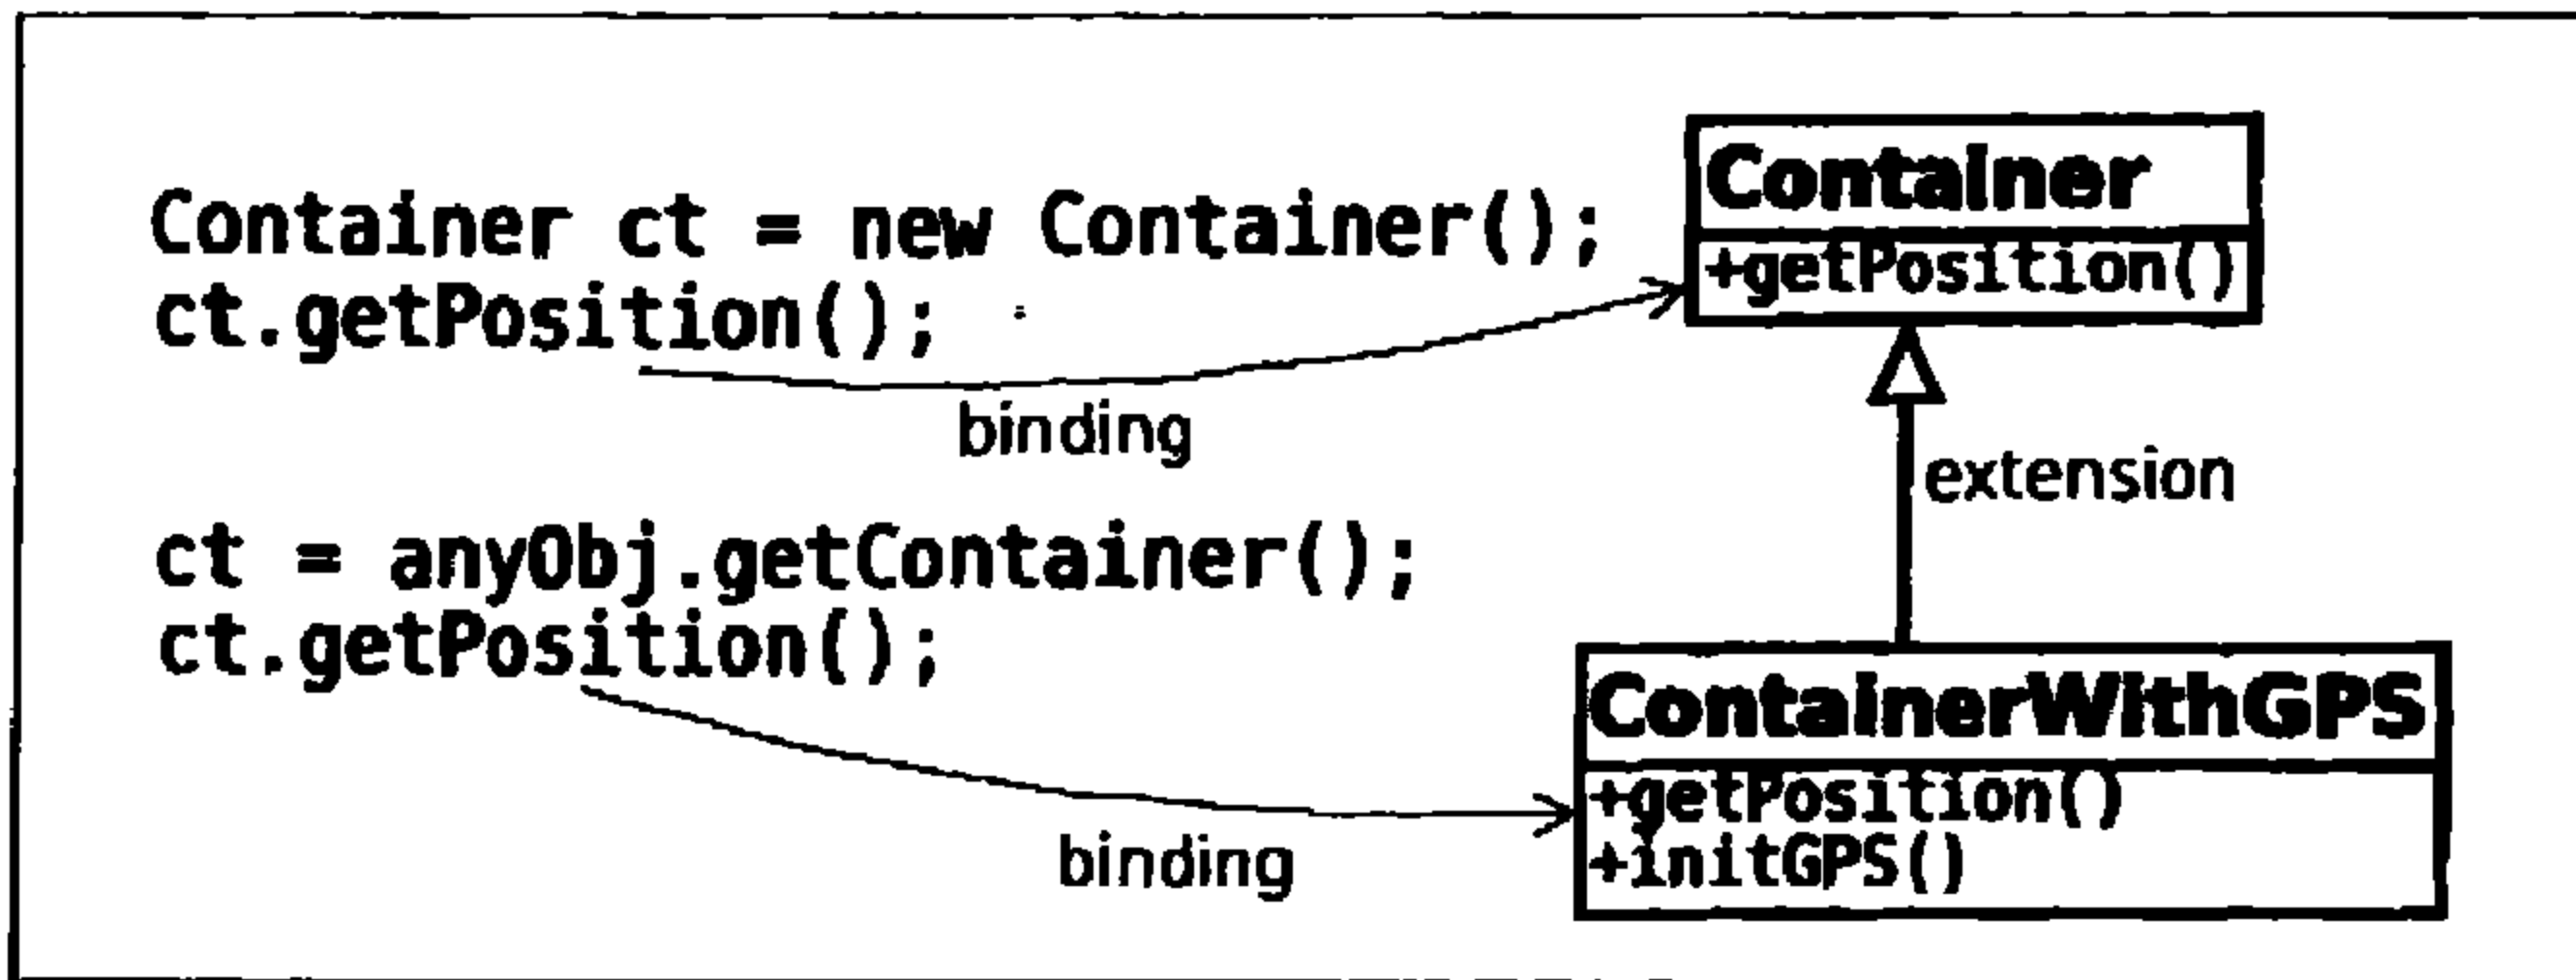 Container ct = new Container();
ct.getPosition();
binding
ct = anyObj.getContainer();
ct.getPosition();
binding
Container
+getPosition()
extension
ContainerWithGPS
+getPosition()
+initGPS()